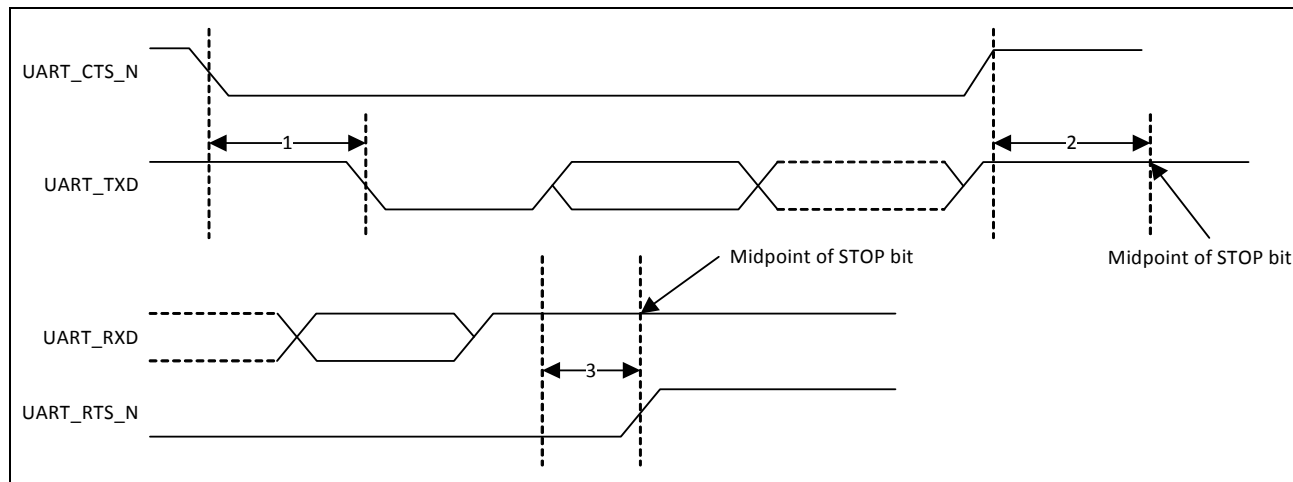 UART_CTS_N
1
2
UART_TXD
Midpoint of STOP bit
Midpoint of STOP bit
UART_RXD
3
UART_RTS_N